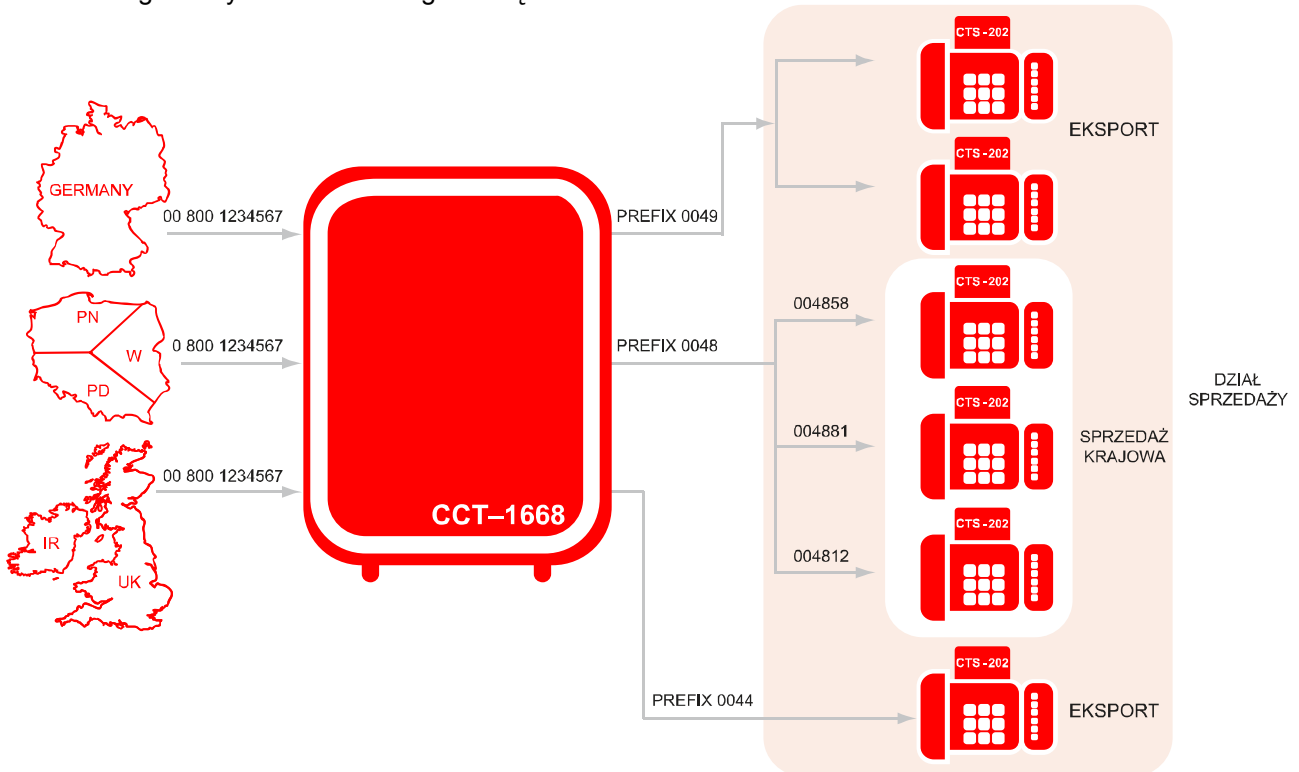 GERMANY
00 800 1234567
PN
W
PD
0 800 1234567
00 800 1234567
IR
UK
CCT–1668
PREFIX 0049
PREFIX 0048
PREFIX 0044
004858
004881
004812
CTS-202
EKSPORT
CTS-202
CTS-202
CTS-202
SPRZEDAŻ
KRAJOWA
CTS-202
CTS-202
EKSPORT
DZIAŁ
SPRZEDAŻY